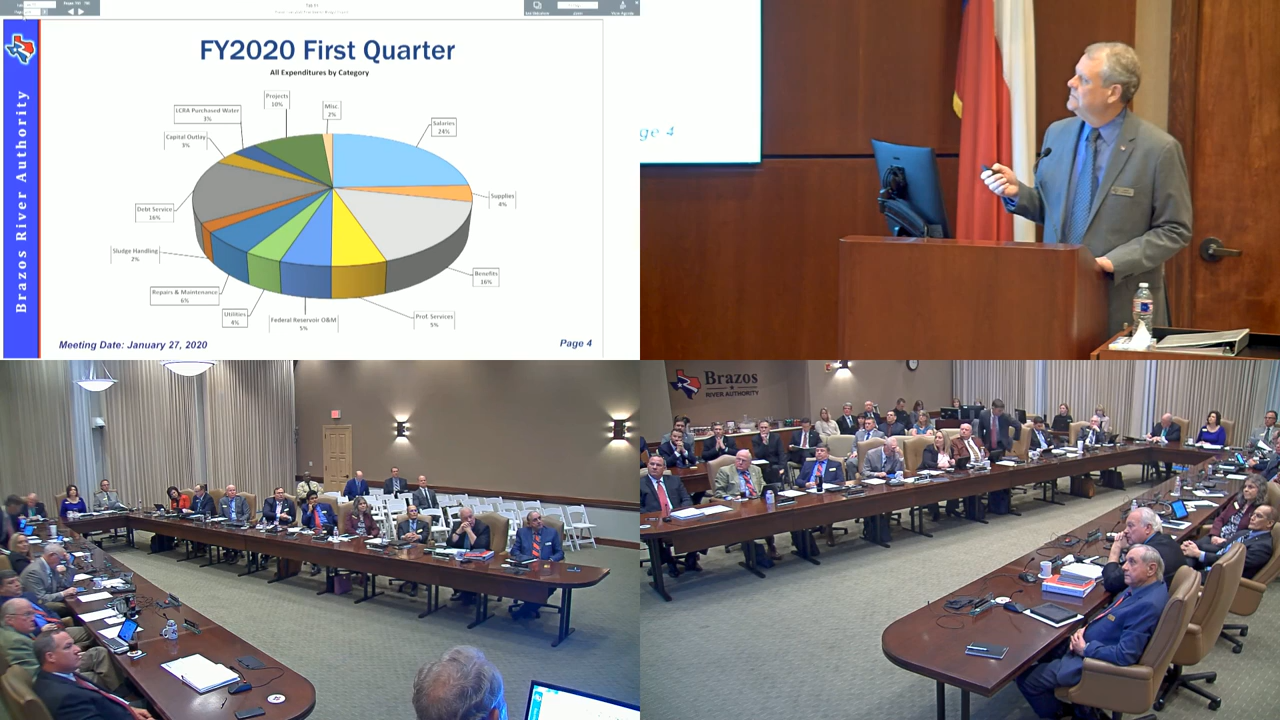 FY2020 First Quarter
All Expenditures by Category
Projects
10%
Misc.
2%
LCRA Purchased Water
3%
Salaries
24%
Capital Outlay
3%
Supplies
4%
Debt Service
16%
Sludge Handling
2%
Benefits
16%
Repairs & Maintenance
6%
Utilities
4%
Federal Reservoir O&M
5%
Prof. Services
5%
Brazos River Authority
Meeting Date: January 27, 2020
Page 4
ge 4
Brazos
RIVER AUTHORITY